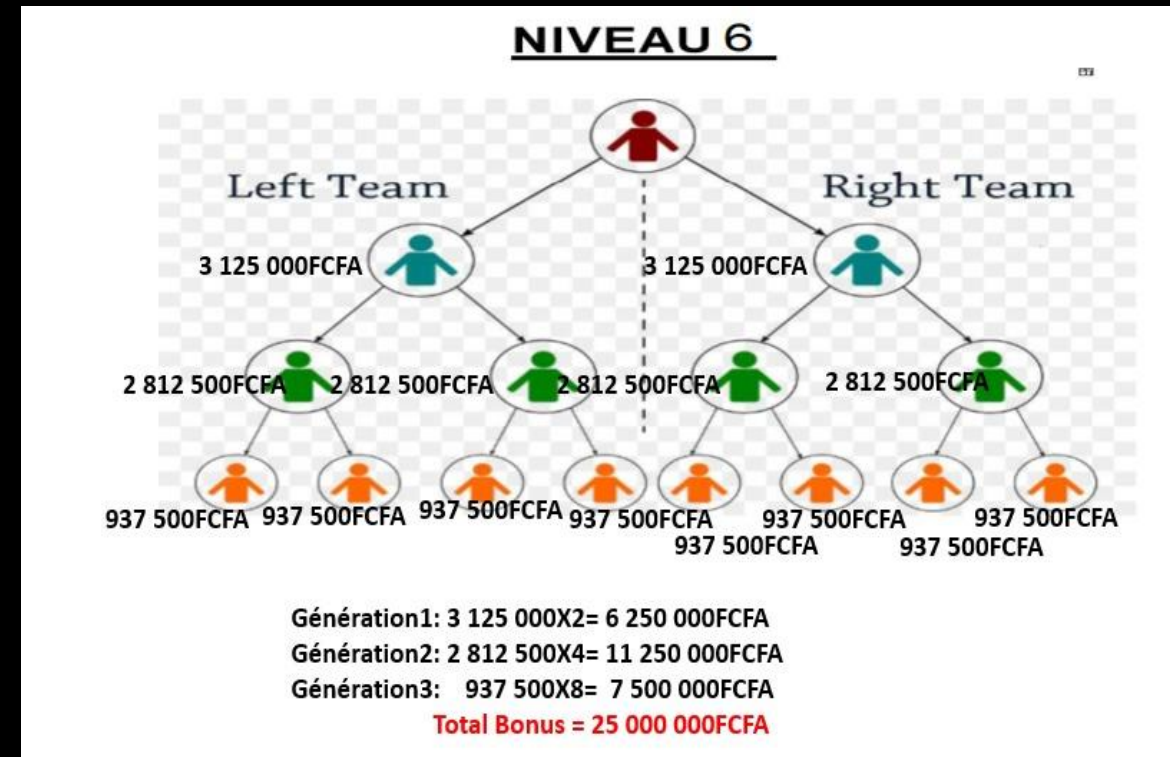 NIVEAU 6
Left Team
Right Team
3 125 000FCFA
3 125 000FCFA
2 812 500FCFA
2 812 500FCFA
2 812 500FCFA
2 812 500FCFA
937 500FCFA
937 500FCFA
937 500FCFA
937 500FCFA
937 500FCFA
937 500FCFA
937 500FCFA
937 500FCFA
Génération1: 3 125 000X2= 6 250 000FCFA
Génération2: 2 812 500X4= 11 250 000FCFA
Génération3: 937 500X8= 7 500 000FCFA
Total Bonus = 25 000 000FCFA